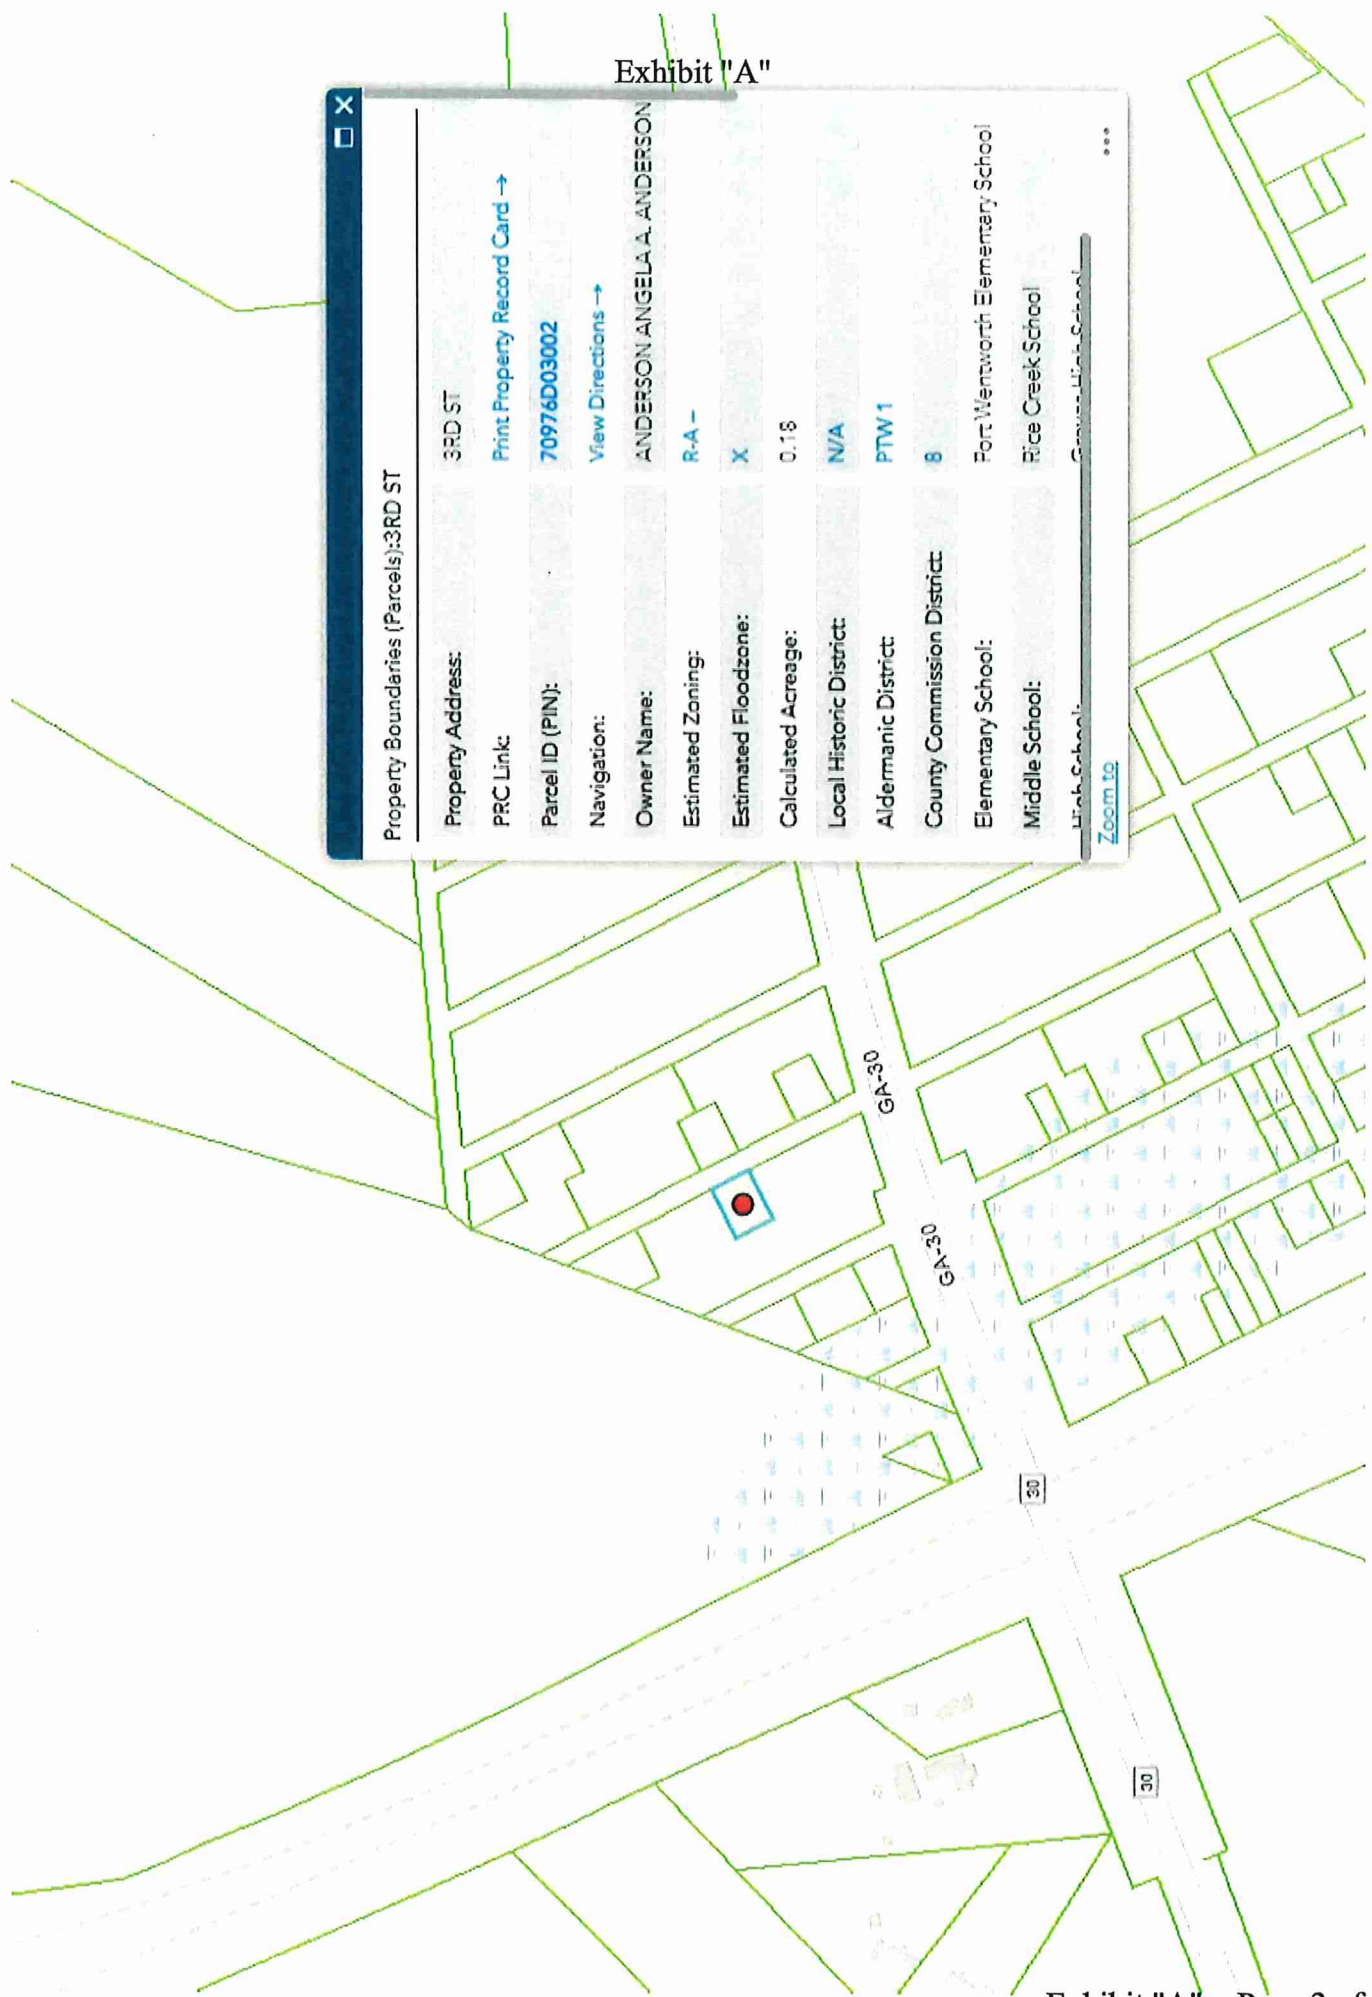 Exhibit "A"
Property Boundaries (Parcels):3RD ST
Property Address: 3RD ST
PRC Link: Print Property Record Card →
Parcel ID (PIN): 70976D03002
Navigation: View Directions →
Owner Name: ANDERSON ANGELA A. ANDERSON
Estimated Zoning: R-A –
Estimated Floodzone: X
Calculated Acreage: 0.18
Local Historic District: N/A
Aldermanic District: PTW 1
County Commission District: 8
Elementary School: Port Wentworth Elementary School
Middle School: Rice Creek School
High School:
Zoom to
GA-30
GA-30
30
30